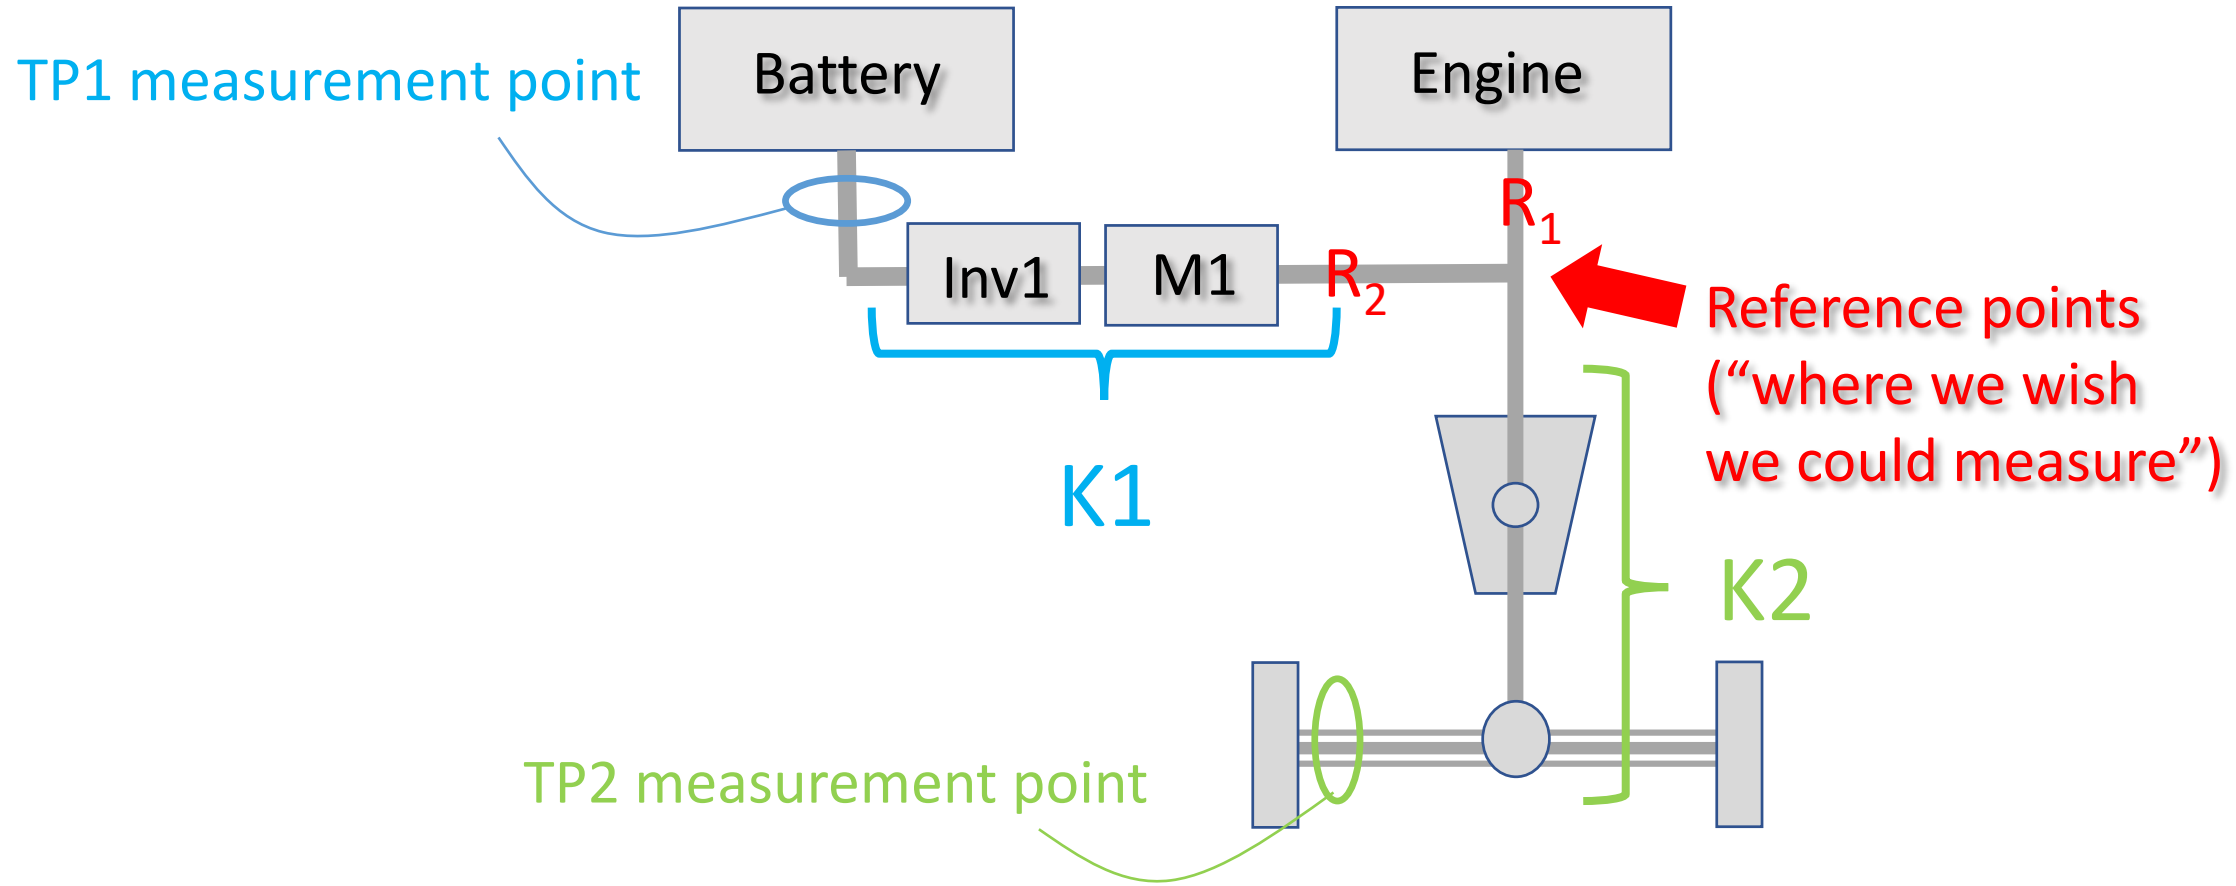 Battery
Engine
TP1 measurement point
R1
Inv1
M1
R2
Reference points
(“where we wish
we could measure”)
K1
K2
TP2 measurement point